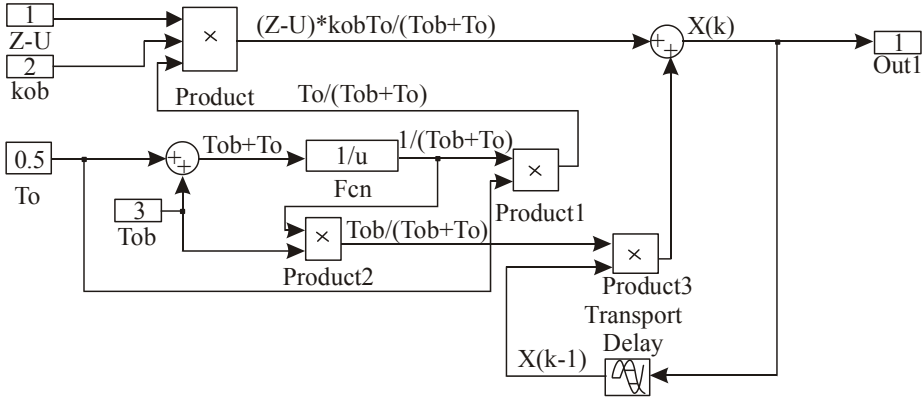 1
Z-U
2
kob
×
Product
(Z-U)*kobTo/(Tob+To)
+
+
X(k)
1
Out1
To/(Tob+To)
0.5
To
+
+
Tob+To
1/u
Fcn
1/(Tob+To)
×
Product1
3
Tob
×
Product2
Tob/(Tob+To)
×
Product3
Transport
Delay
X(k-1)